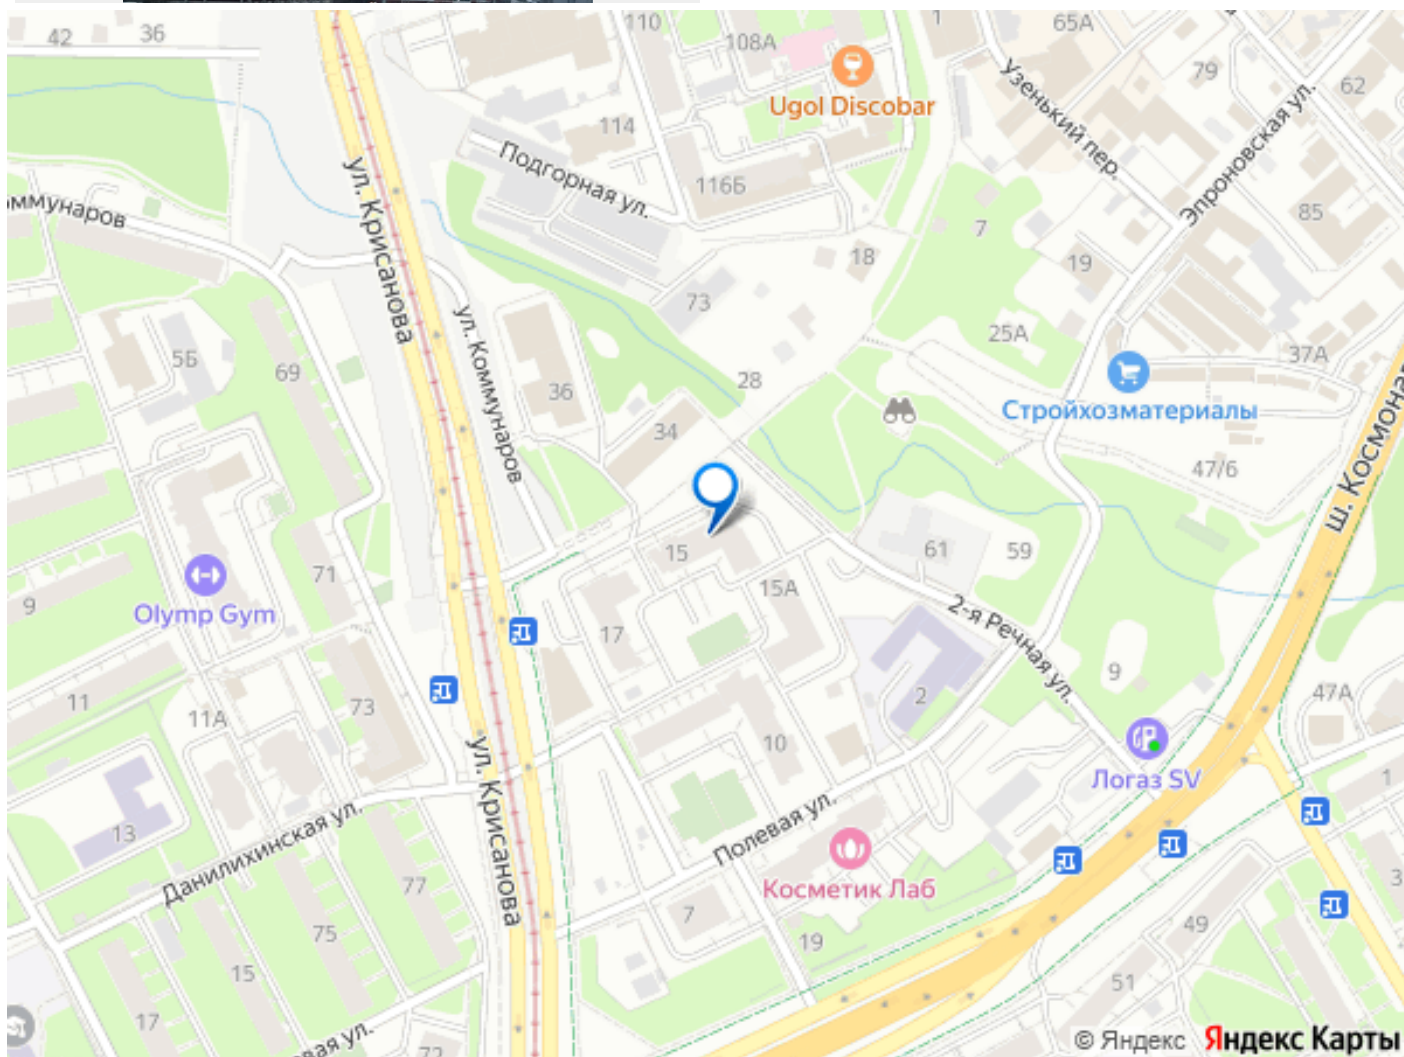 42
36
110
108А
1
65А
Ugol Discobar
79
62
Узенький пер.
114
Подгорная ул.
116Б
Эпроновская ул.
85
ул. Крисанова
ммунаров
7
18
19
73
ул. Коммунаров
25А
37А
5Б
69
28
36
Стройхозматериалы
34
47/6
ш. Космонав
15
61
59
71
Olymp Gym
9
15А
2-я Речная ул.
17
9
11
11А
73
2
47А
10
ул. Крисанова
Логаз SV
1
13
Данилихинская ул.
Полевая ул.
Косметик Лаб
77
7
3
75
19
49
15
51
17
вая ул.
72
© Яндекс Яндекс Карты